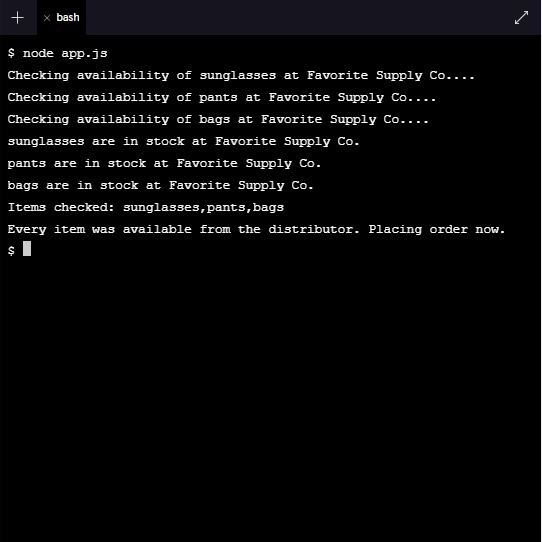 bash
$ node app.js
Checking availability of sunglasses at Favorite Supply Co....
Checking availability of pants at Favorite Supply Co....
Checking availability of bags at Favorite Supply Co....
sunglasses are in stock at Favorite Supply Co.
pants are in stock at Favorite Supply Co.
bags are in stock at Favorite Supply Co.
Items checked: sunglasses,pants,bags
Every item was available from the distributor. Placing order now.
$